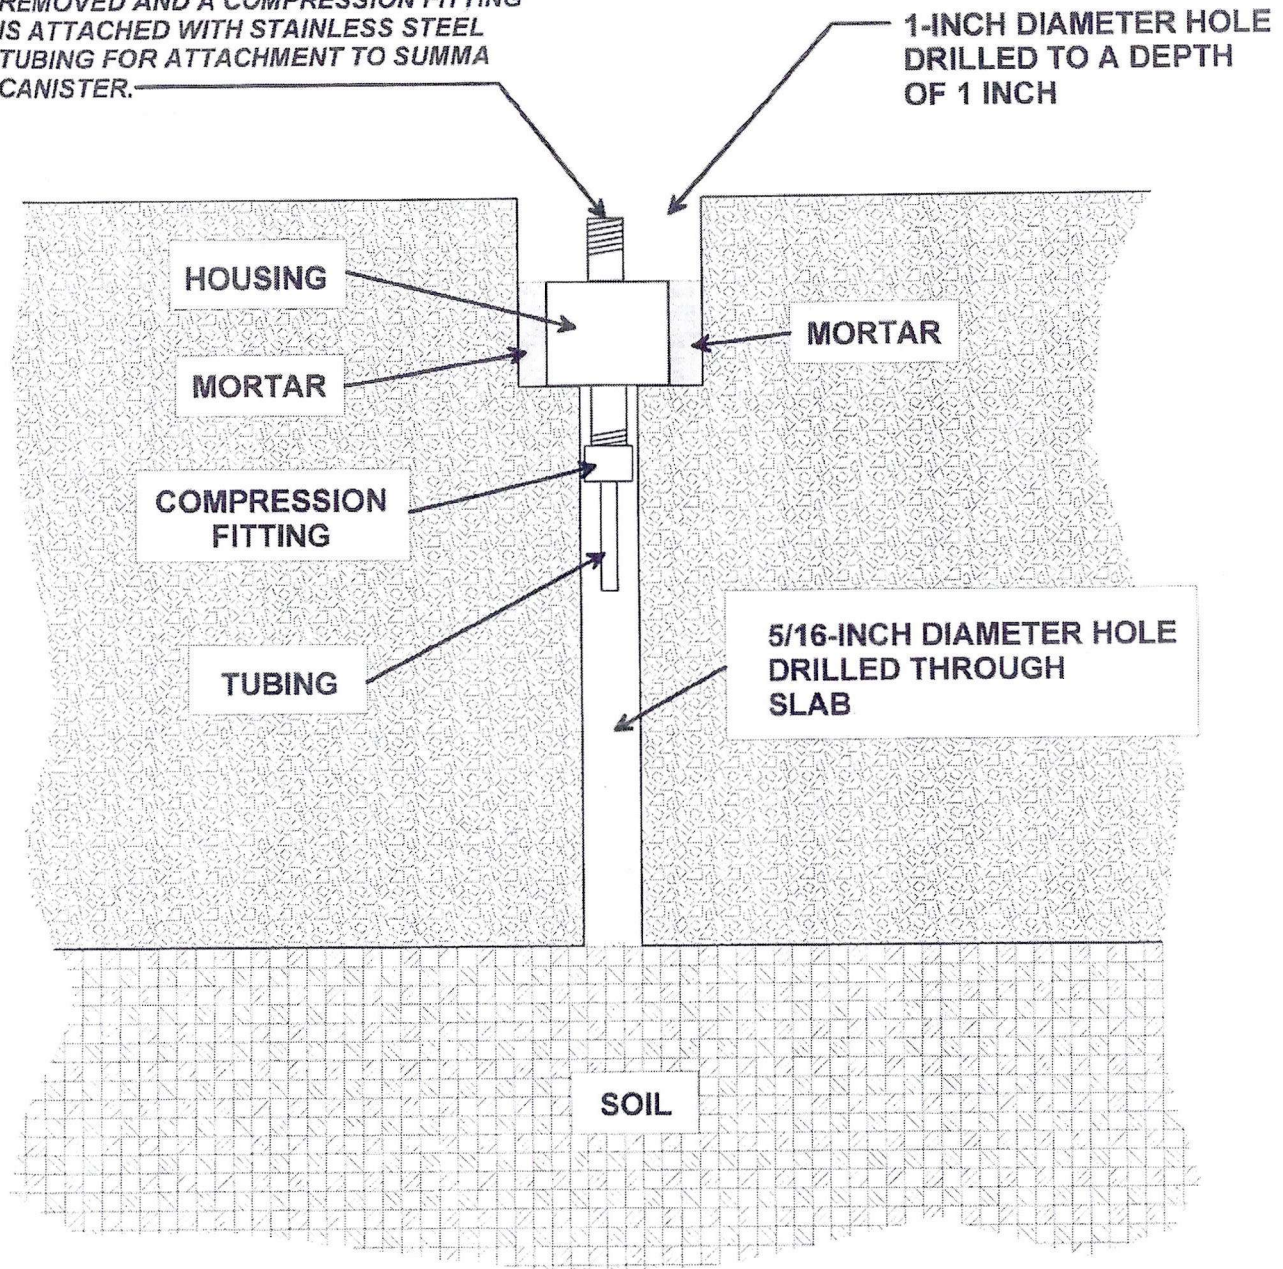 REMOVED AND A COMPRESSION FITTING
IS ATTACHED WITH STAINLESS STEEL
TUBING FOR ATTACHMENT TO SUMMA
CANISTER.
1-INCH DIAMETER HOLE
DRILLED TO A DEPTH
OF 1 INCH
HOUSING
MORTAR
MORTAR
COMPRESSION
FITTING
TUBING
5/16-INCH DIAMETER HOLE
DRILLED THROUGH
SLAB
SOIL